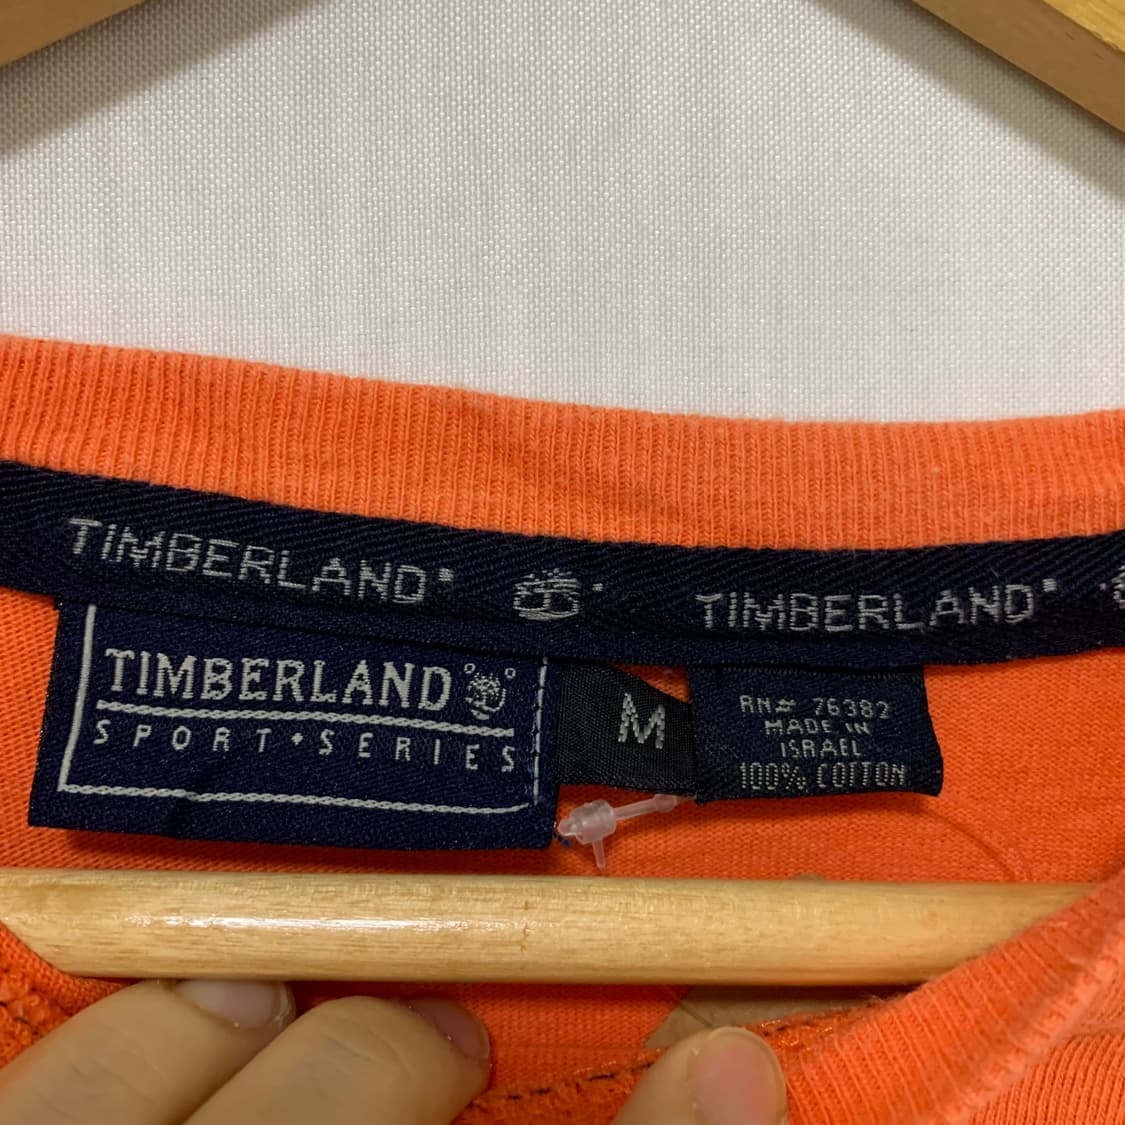 TIMBERLAND® TIMBERLAND®
TIMBERLAND®
SPORT•SERIES
M
RN# 76382
MADE IN
ISRAEL
100% COTTON